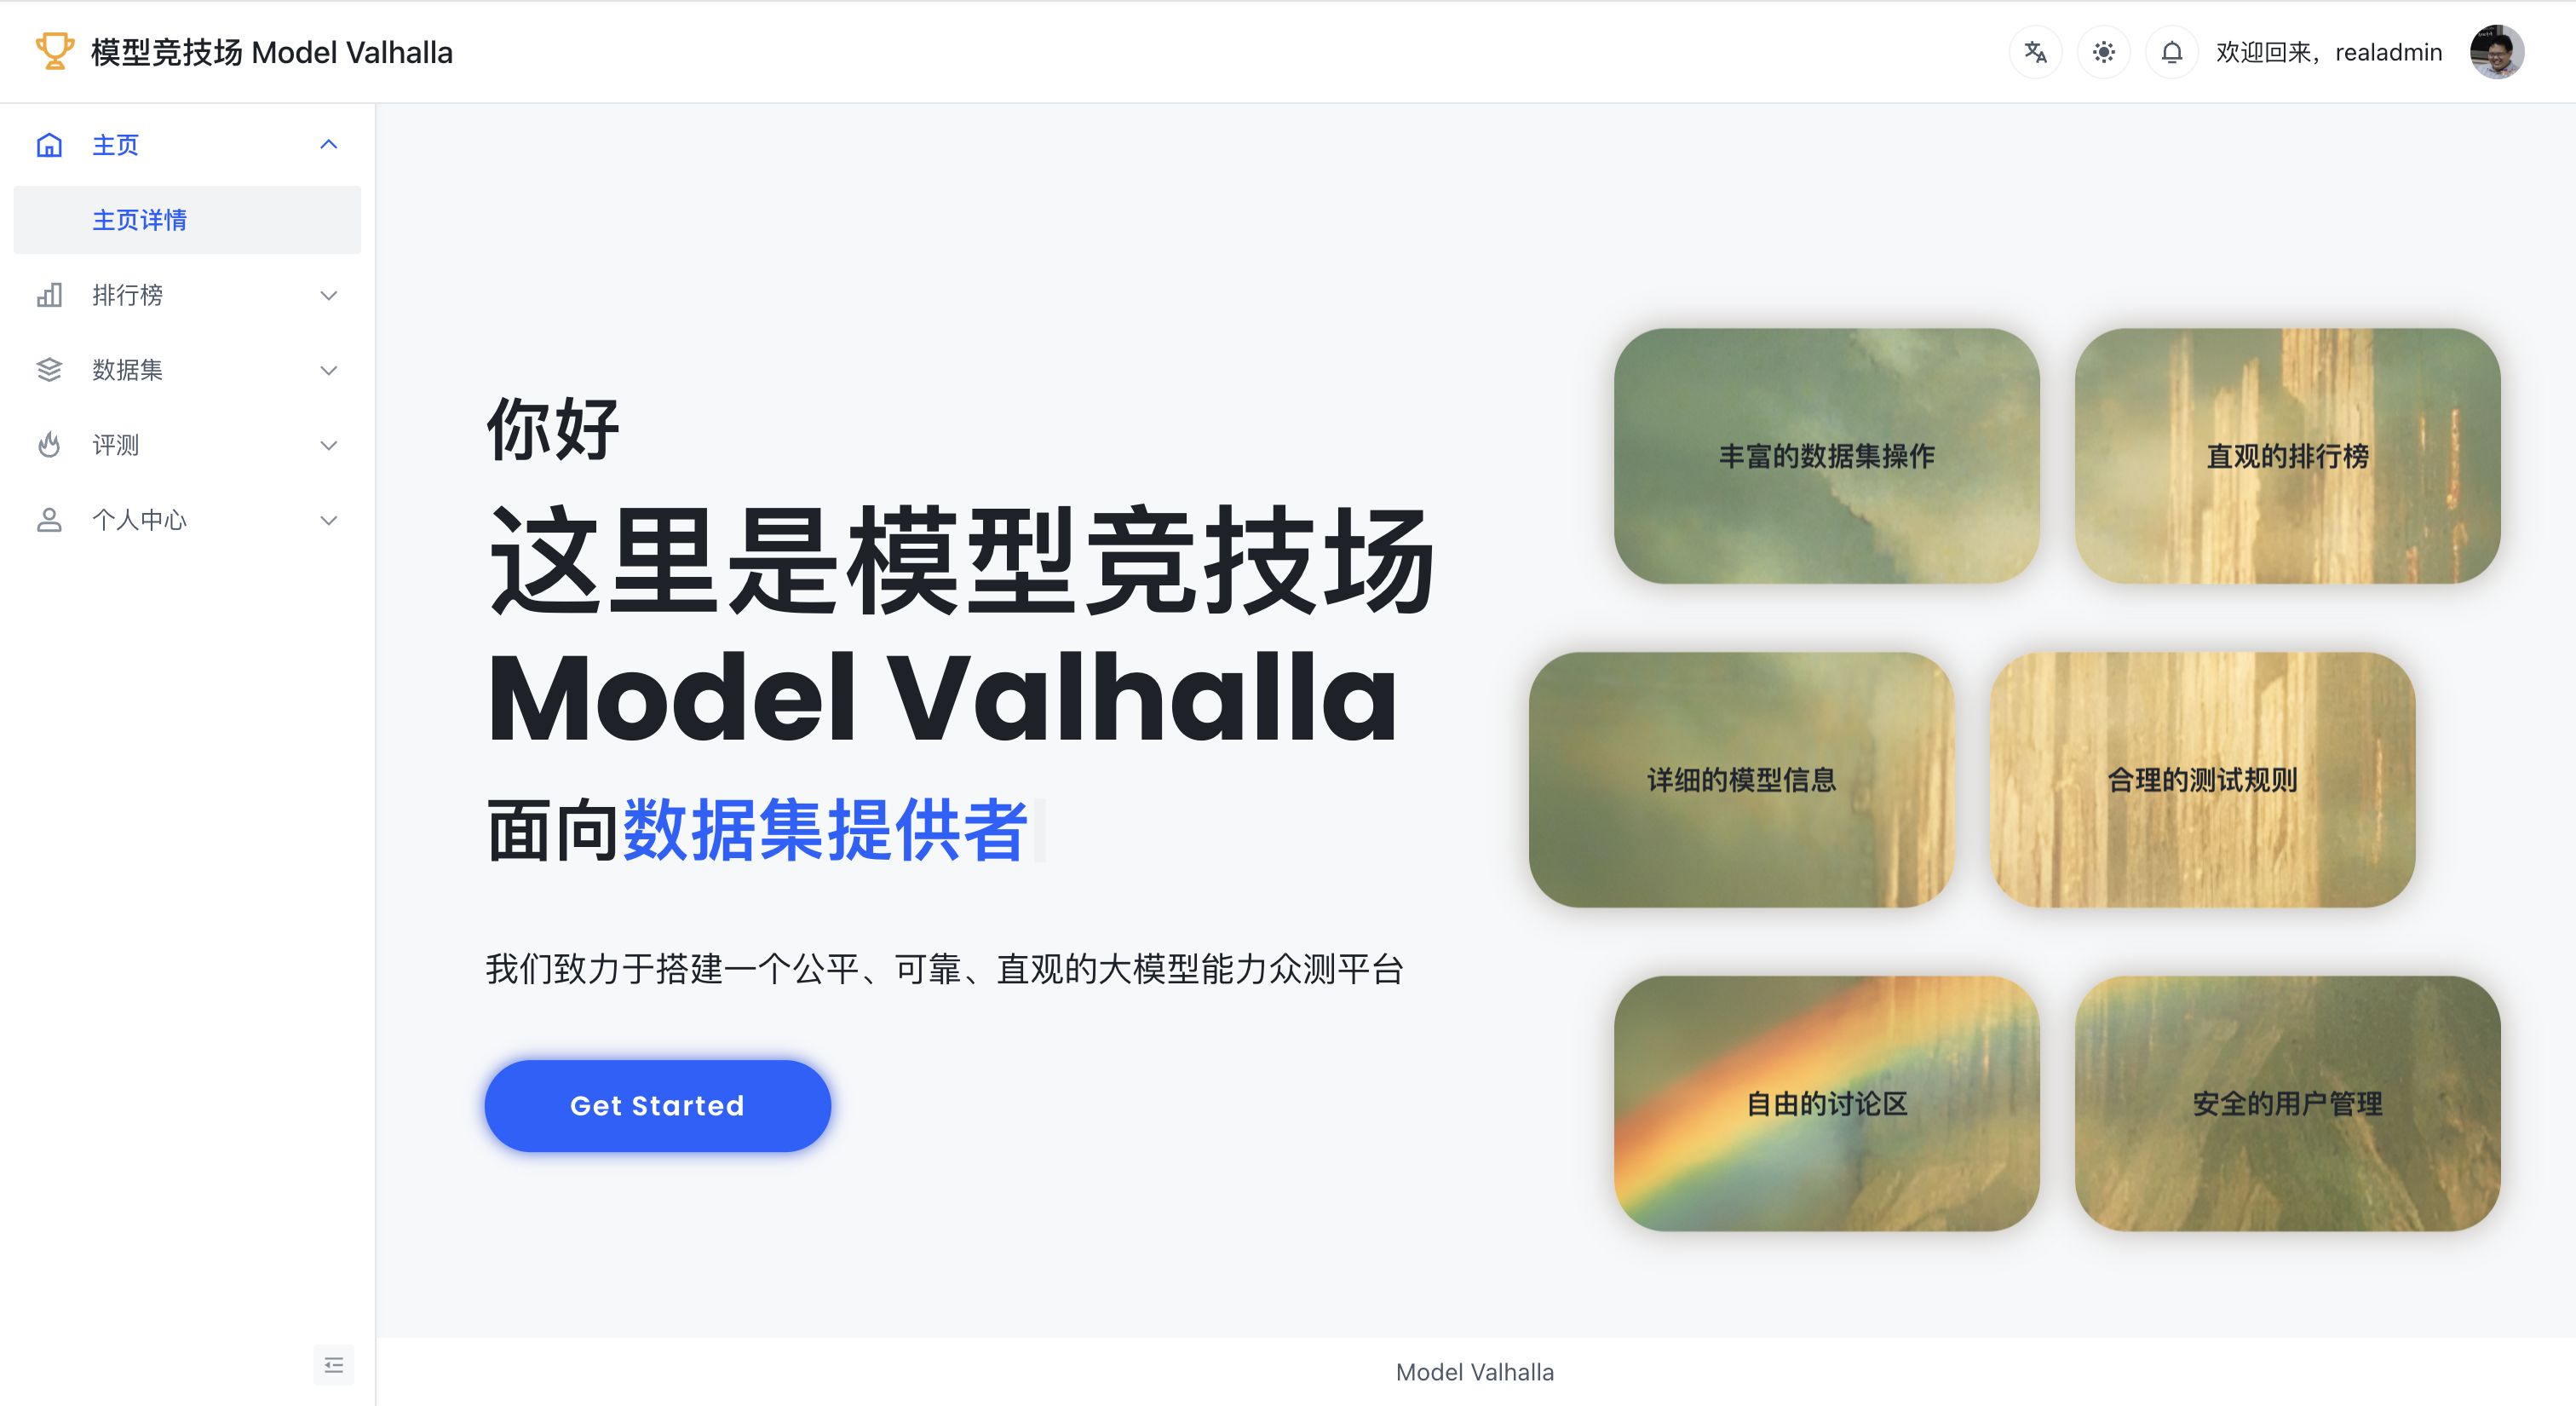 模型竞技场 Model Valhalla
欢迎回来，realadmin
主页
主页详情
排行榜
数据集
评测
个人中心
你好
这里是模型竞技场
Model Valhalla
面向数据集提供者
我们致力于搭建一个公平、可靠、直观的大模型能力众测平台
Get Started
丰富的数据集操作
直观的排行榜
详细的模型信息
合理的测试规则
自由的讨论区
安全的用户管理
Model Valhalla